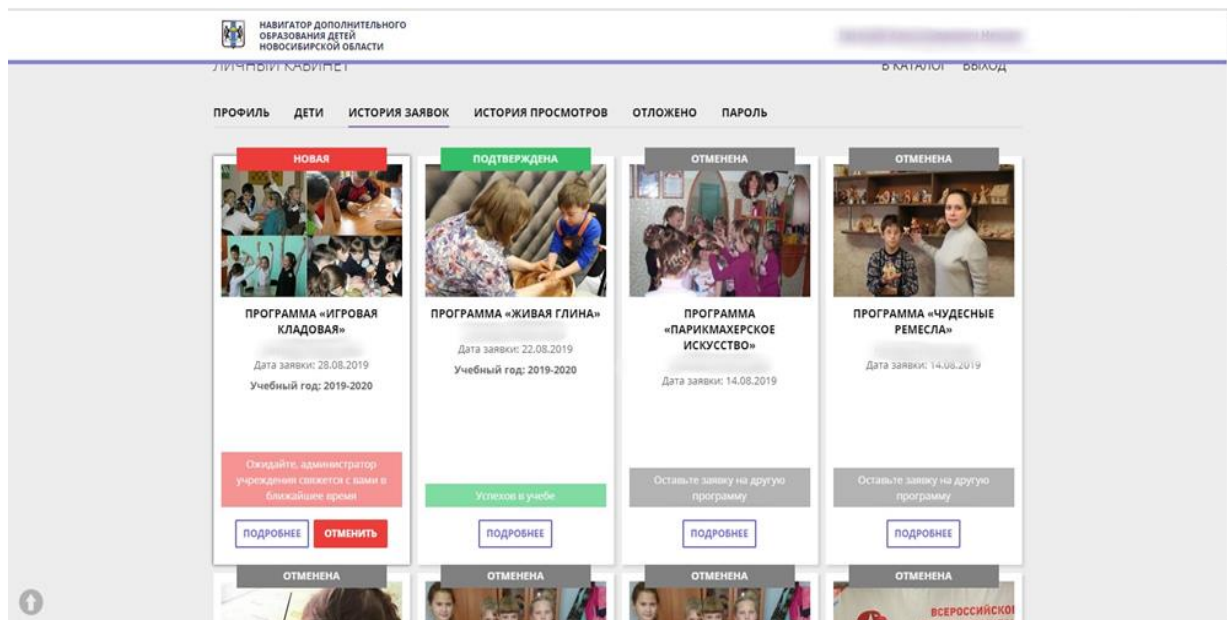 НАВИГАТОР ДОПОЛНИТЕЛЬНОГО
ОБРАЗОВАНИЯ ДЕТЕЙ
НОВОСИБИРСКОЙ ОБЛАСТИ
ЛИЧНЫЙ КАБИНЕТ
В КАТАЛОГ ВЫХОД
ПРОФИЛЬ ДЕТИ ИСТОРИЯ ЗАЯВОК ИСТОРИЯ ПРОСМОТРОВ ОТЛОЖЕНО ПАРОЛЬ
НОВАЯ
ПРОГРАММА «ИГРОВАЯ
КЛАДОВАЯ»
Дата заявки: 28.08.2019
Учебный год: 2019-2020
Ожидайте, администратор
учреждения свяжется с вами в
ближайшее время
ПОДРОБНЕЕ ОТМЕНИТЬ
ПОДТВЕРЖДЕНА
ПРОГРАММА «ЖИВАЯ ГЛИНА»
Дата заявки: 22.08.2019
Учебный год: 2019-2020
Успехов в учебе
ПОДРОБНЕЕ
ОТМЕНЕНА
ПРОГРАММА
«ПАРИКМАХЕРСКОЕ
ИСКУССТВО»
Дата заявки: 14.08.2019
Оставьте заявку на другую
программу
ПОДРОБНЕЕ
ОТМЕНЕНА
ПРОГРАММА «ЧУДЕСНЫЕ
РЕМЕСЛА»
Дата заявки: 14.08.2019
Оставьте заявку на другую
программу
ПОДРОБНЕЕ
ОТМЕНЕНА
ОТМЕНЕНА
ОТМЕНЕНА
ОТМЕНЕНА
ВСЕРОССИЙСКОГ